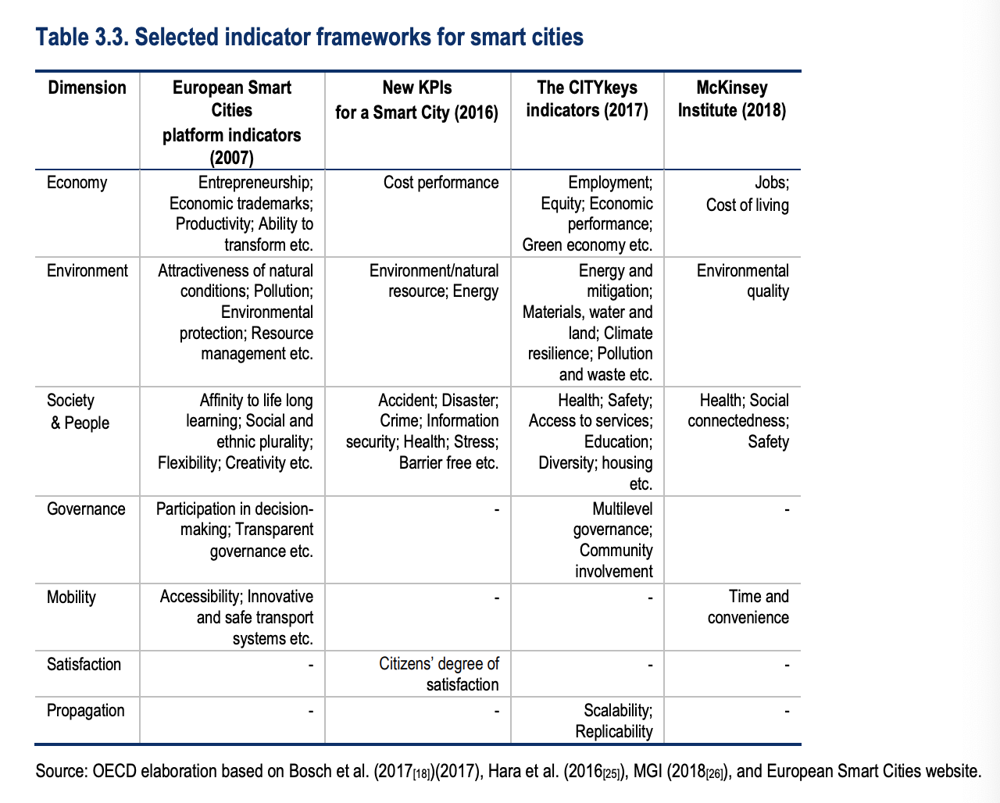 Table 3.3. Selected indicator frameworks for smart cities
Dimension
European Smart
Cities
platform indicators
(2007)
New KPIs
for a Smart City (2016)
The CITYkeys
indicators (2017)
McKinsey
Institute (2018)
Economy
Entrepreneurship;
Economic trademarks;
Productivity; Ability to
transform etc.
Cost performance
Employment;
Equity; Economic
performance;
Green economy etc.
Jobs;
Cost of living
Environment
Attractiveness of natural
conditions; Pollution;
Environmental
protection; Resource
management etc.
Environment/natural
resource; Energy
Energy and
mitigation;
Materials, water and
land; Climate
resilience; Pollution
and waste etc.
Environmental
quality
Society
& People
Affinity to life long
learning; Social and
ethnic plurality;
Flexibility; Creativity etc.
Accident; Disaster;
Crime; Information
security; Health; Stress;
Barrier free etc.
Health; Safety;
Access to services;
Education;
Diversity; housing
etc.
Health; Social
connectedness;
Safety
Governance
Participation in decision-
making; Transparent
governance etc.
-
Multilevel
governance;
Community
involvement
-
Mobility
Accessibility; Innovative
and safe transport
systems etc.
-
-
Time and
convenience
Satisfaction
-
Citizens’ degree of
satisfaction
-
-
Propagation
-
-
Scalability;
Replicability
-
Source: OECD elaboration based on Bosch et al. (2017[18])(2017), Hara et al. (2016[25]), MGI (2018[26]), and European Smart Cities website.